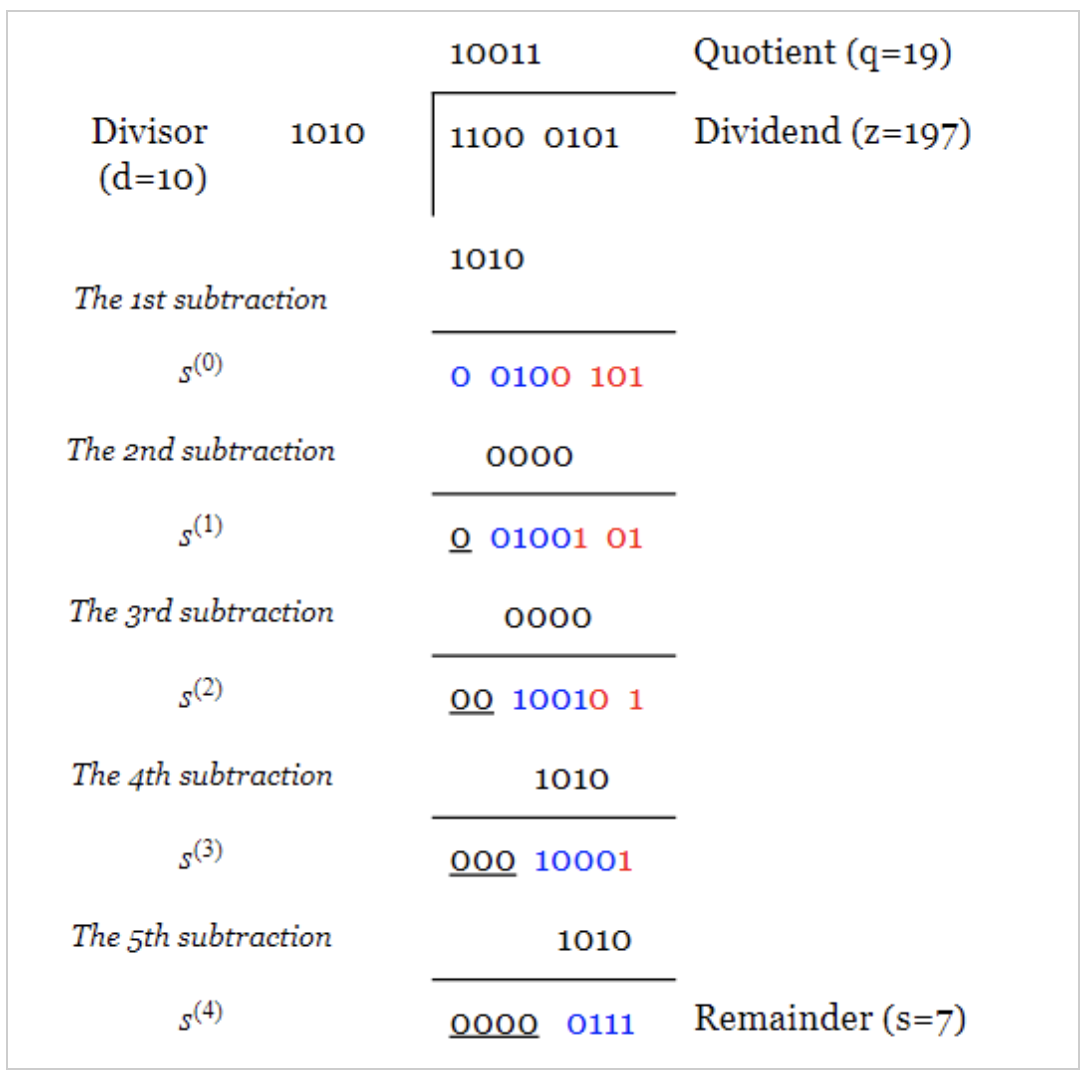 10011 Quotient (q=19)
Divisor 1010 1100 0101 Dividend (z=197)
(d=10)
1010
The 1st subtraction
s(0) 0 0100 101
The 2nd subtraction 0000
s(1) 0 01001 01
The 3rd subtraction 0000
s(2) 00 10010 1
The 4th subtraction 1010
s(3) 000 10001
The 5th subtraction 1010
s(4) 0000 0111 Remainder (s=7)